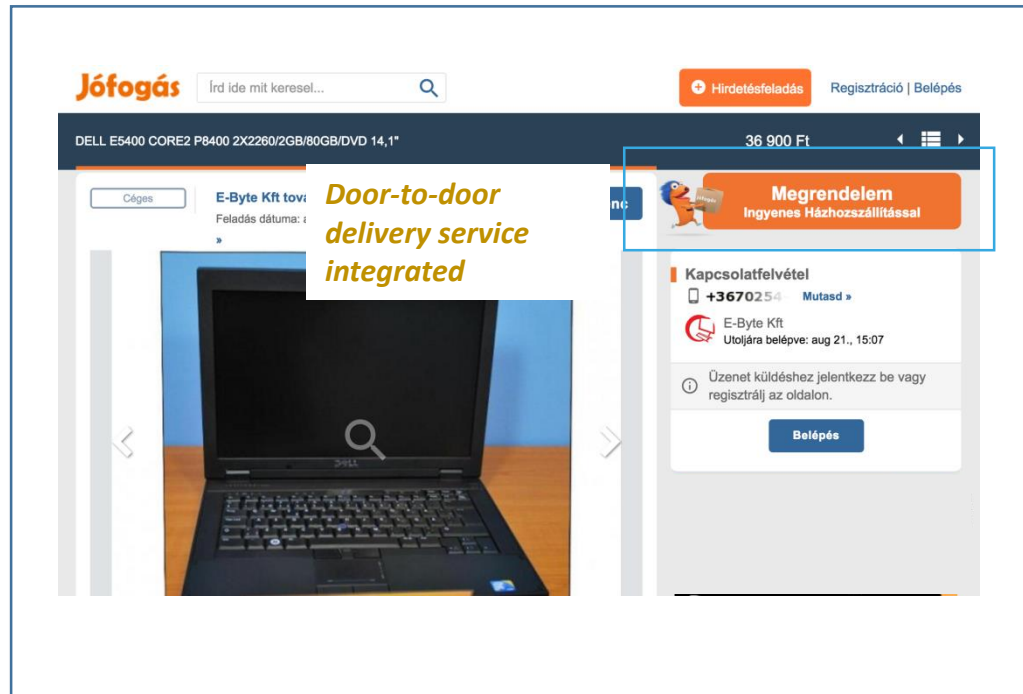 Jófogás
Írd ide mit keresel...
Hirdetésfeladás
Regisztráció | Belépés
DELL E5400 CORE2 P8400 2X2260/2GB/80GB/DVD 14,1"
36 900 Ft
Céges
E-Byte Kft
Feladás dátuma:
»
Door-to-door
delivery service
integrated
Megrendelem
Ingyenes Házhozszállítással
Kapcsolatfelvétel
+3670254
Mutasd »
E-Byte Kft
Utoljára belépve: aug 21., 15:07
Üzenet küldéshez jelentkezz be vagy
regisztrálj az oldalon.
Belépés
DELL